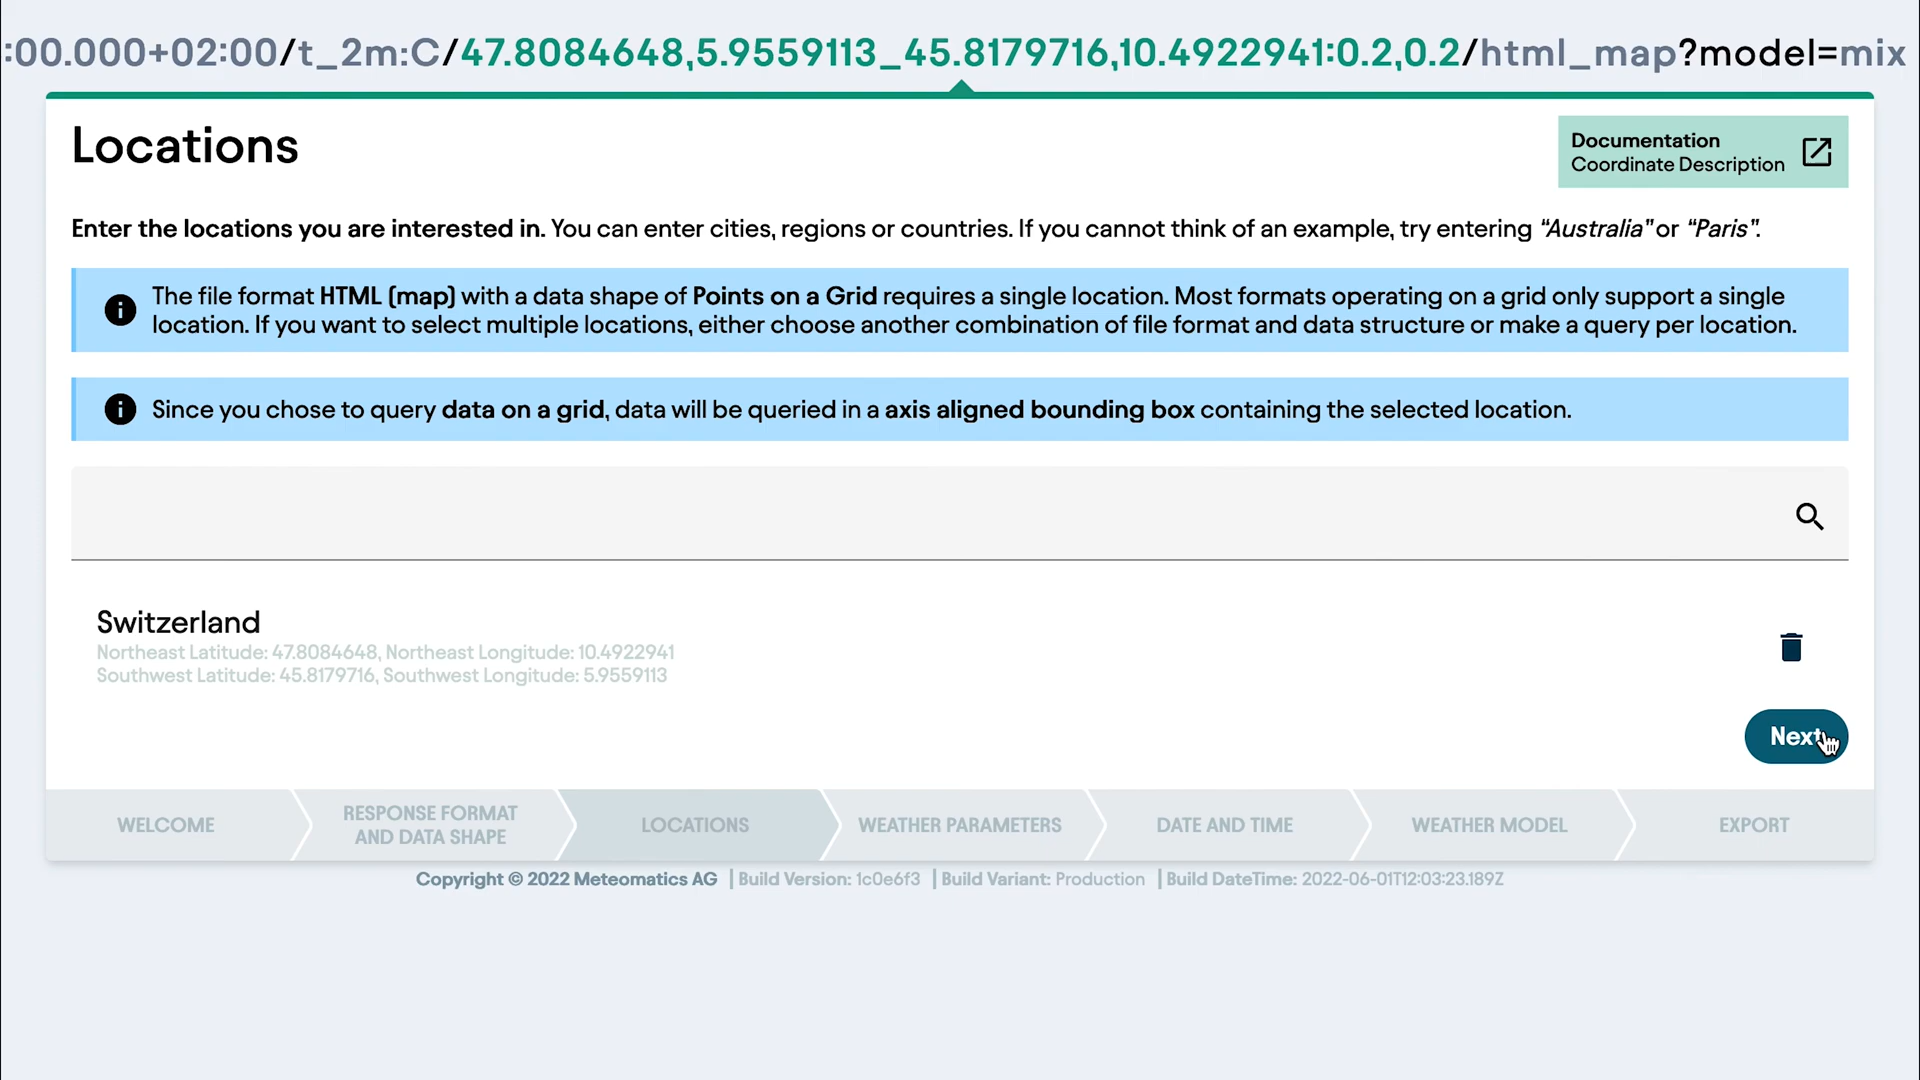 :00.000+02:00/t_2m:C/47.8084648,5.9559113_45.8179716,10.4922941:0.2,0.2/html_map?model=mix
Locations
Documentation
Coordinate Description
Enter the locations you are interested in. You can enter cities, regions or countries. If you cannot think of an example, try entering “Australia” or “Paris”.
The file format HTML (map) with a data shape of Points on a Grid requires a single location. Most formats operating on a grid only support a single
location. If you want to select multiple locations, either choose another combination of file format and data structure or make a query per location.
Since you chose to query data on a grid, data will be queried in a axis aligned bounding box containing the selected location.
Switzerland
Northeast Latitude: 47.8084648, Northeast Longitude: 10.4922941
Southwest Latitude: 45.8179716, Southwest Longitude: 5.9559113
Next
WELCOME
RESPONSE FORMAT
AND DATA SHAPE
LOCATIONS
WEATHER PARAMETERS
DATE AND TIME
WEATHER MODEL
EXPORT
Copyright © 2022 Meteomatics AG | Build Version: 1c0e6f3 | Build Variant: Production | Build DateTime: 2022-06-01T12:03:23.189Z